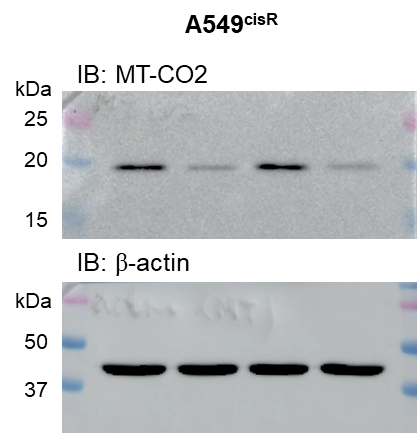 A549cisR
IB: MT-CO2
kDa
25
20
15
IB: β-actin
kDa
50
37